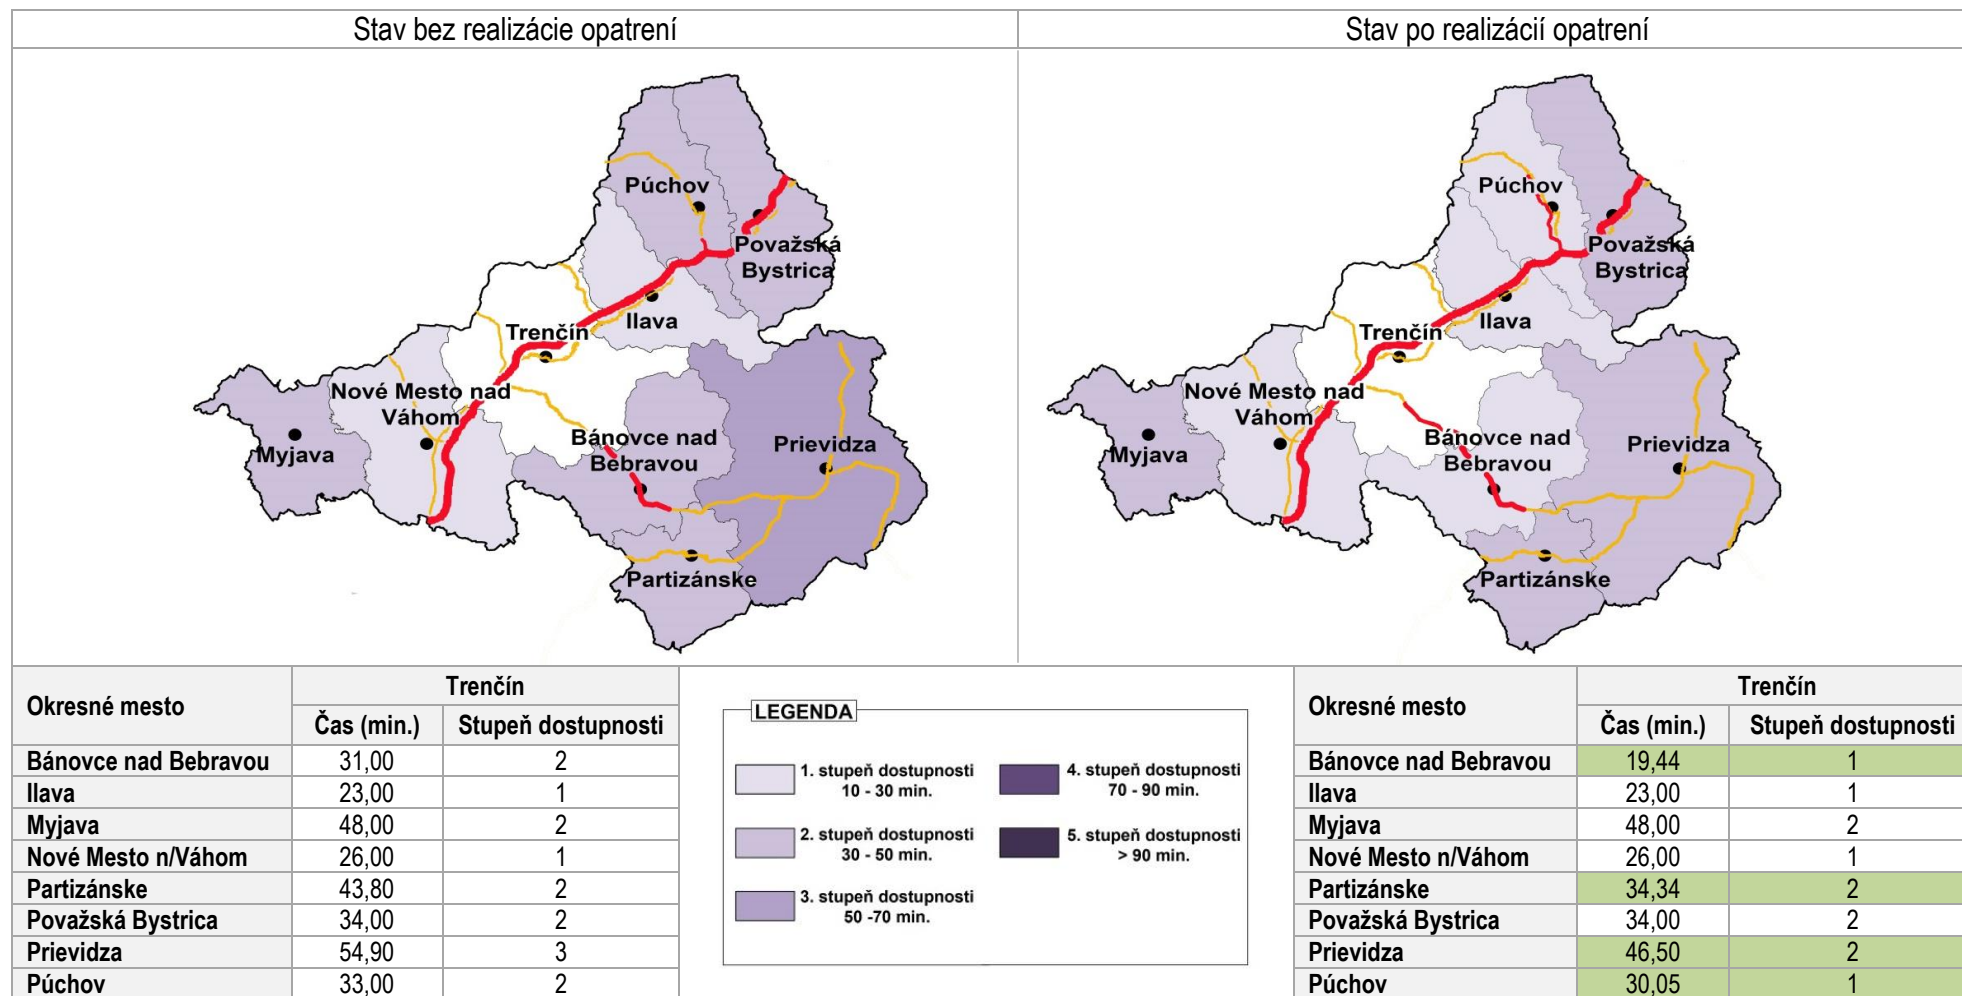 Stav bez realizácie opatrení
Stav po realizácií opatrení
Púchov
Považská
Bystrica
Ilava
Trenčín
Nové Mesto nad
Váhom
Myjava
Bánovce nad
Bebravou
Prievidza
Partizánske
Púchov
Považská
Bystrica
Ilava
Trenčín
Nové Mesto nad
Váhom
Myjava
Bánovce nad
Bebravou
Prievidza
Partizánske
Okresné mesto
Trenčín
Čas (min.) Stupeň dostupnosti
Bánovce nad Bebravou 31,00 2
Ilava 23,00 1
Myjava 48,00 2
Nové Mesto n/Váhom 26,00 1
Partizánske 43,80 2
Považská Bystrica 34,00 2
Prievidza 54,90 3
Púchov 33,00 2
LEGENDA
1. stupeň dostupnosti
10 - 30 min.
2. stupeň dostupnosti
30 - 50 min.
3. stupeň dostupnosti
50 -70 min.
4. stupeň dostupnosti
70 - 90 min.
5. stupeň dostupnosti
> 90 min.
Okresné mesto
Trenčín
Čas (min.) Stupeň dostupnosti
Bánovce nad Bebravou 19,44 1
Ilava 23,00 1
Myjava 48,00 2
Nové Mesto n/Váhom 26,00 1
Partizánske 34,34 2
Považská Bystrica 34,00 2
Prievidza 46,50 2
Púchov 30,05 1